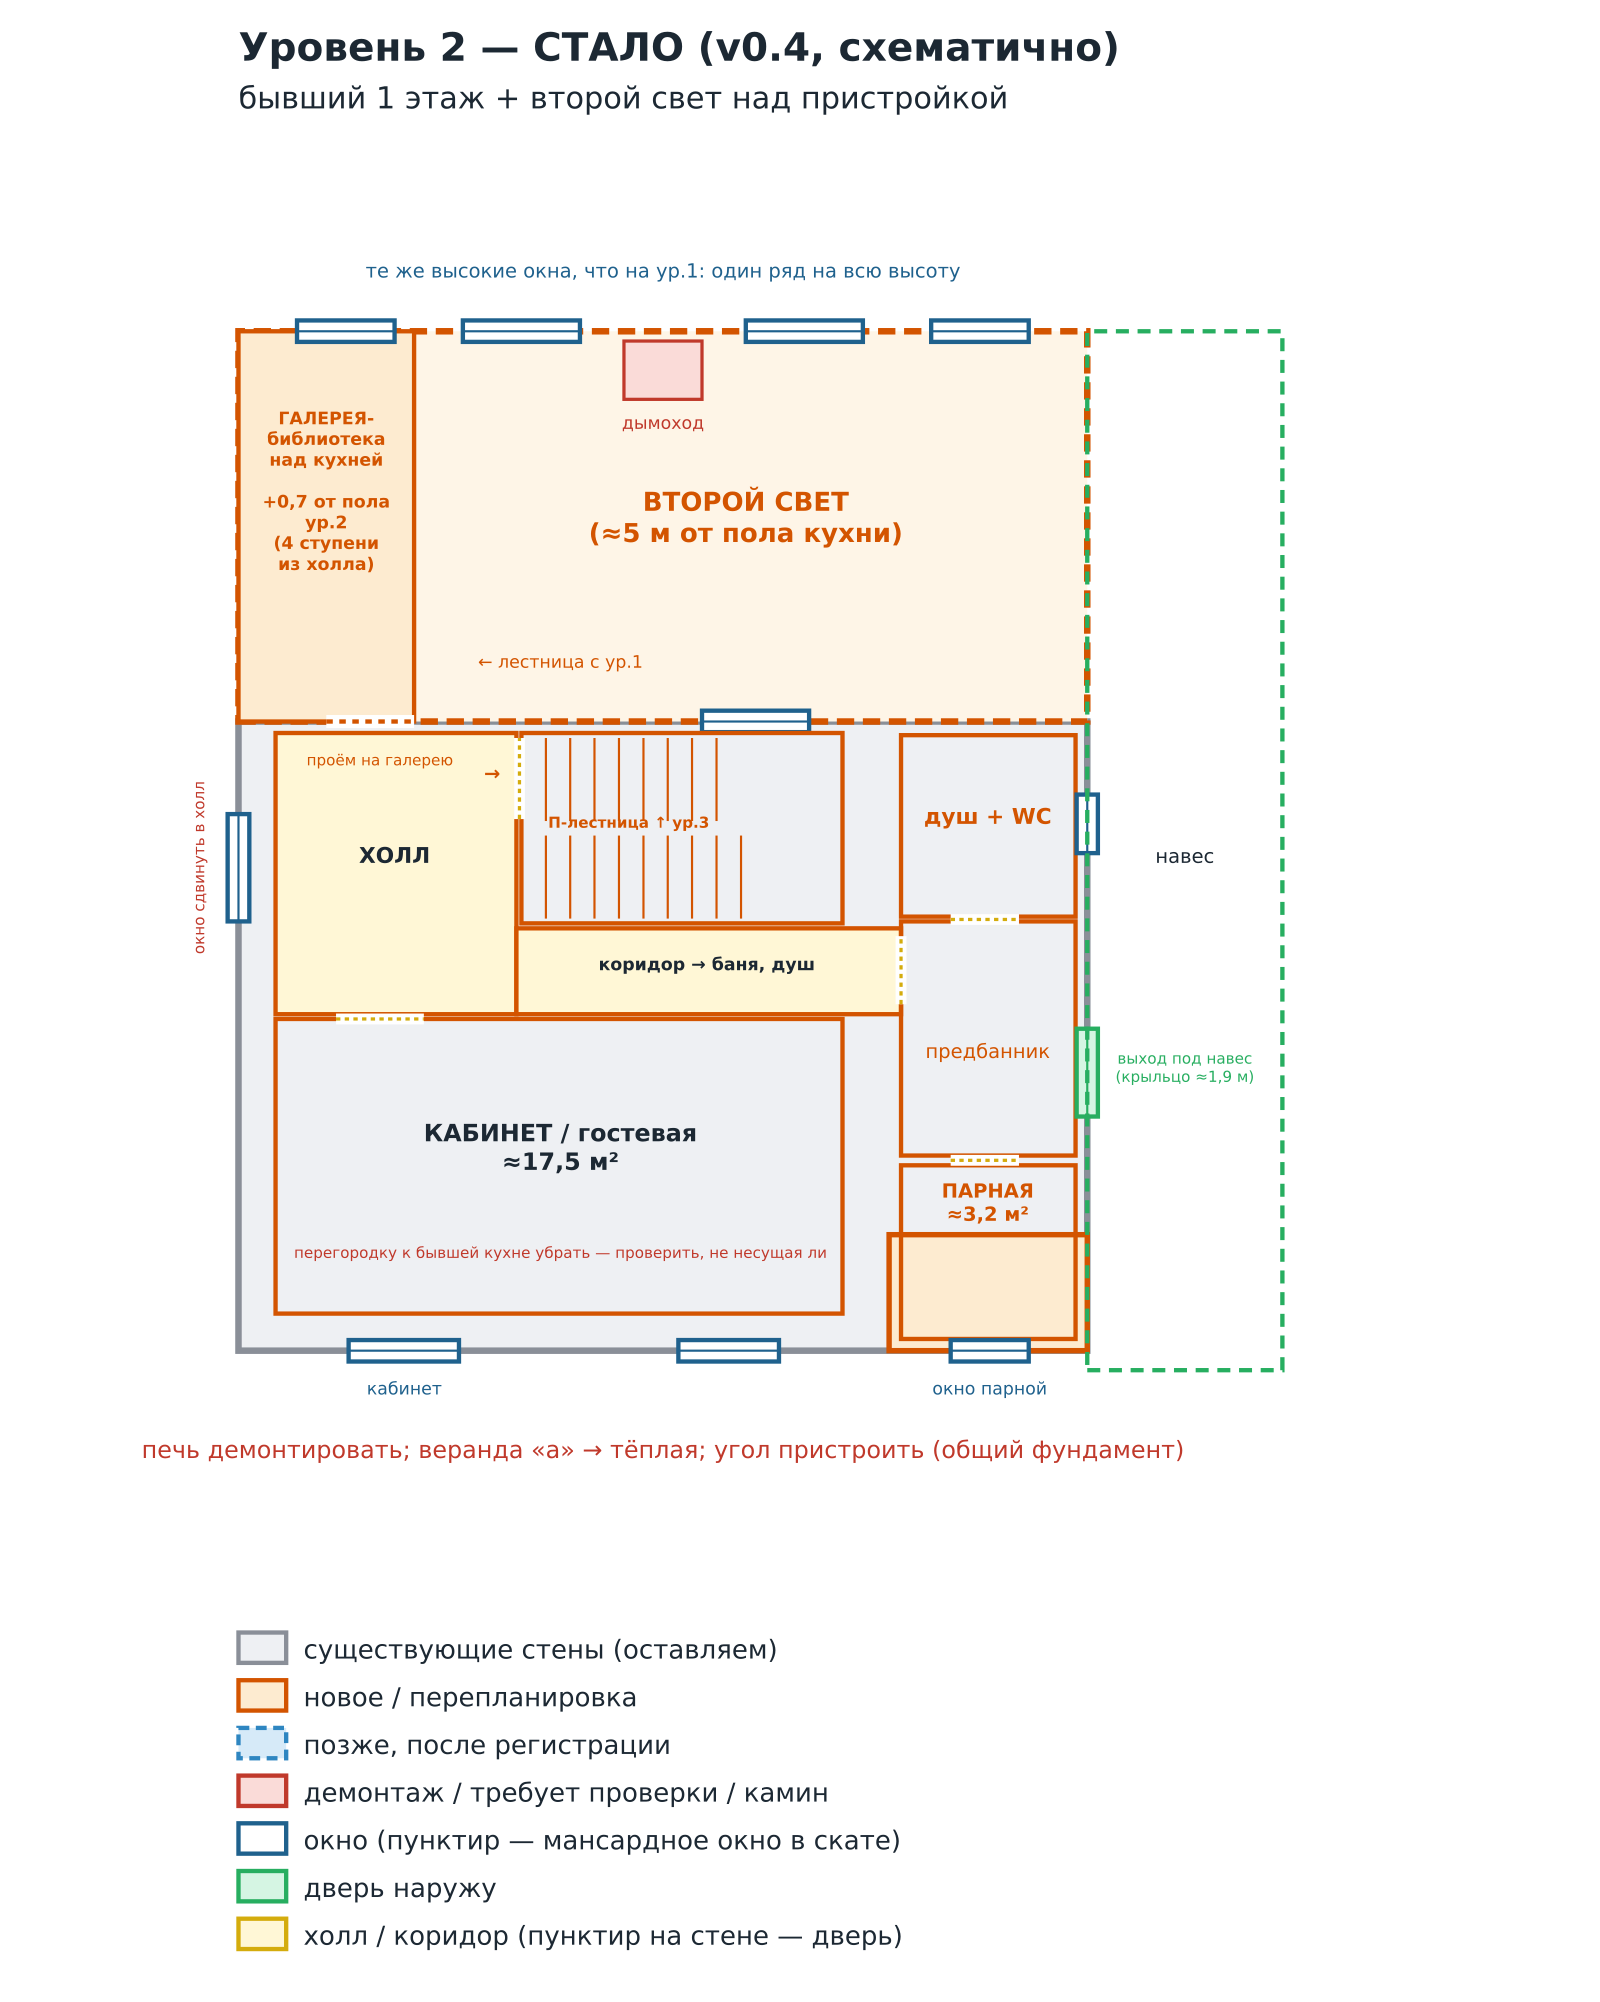 Уровень 2 — СТАЛО (v0.4, схематично)
бывший 1 этаж + второй свет над пристройкой
те же высокие окна, что на ур.1: один ряд на всю высоту
дымоход
ГАЛЕРЕЯ-
библиотека
над кухней
+0,7 от пола
ур.2
(4 ступени
из холла)
ВТОРОЙ СВЕТ
(≈5 м от пола кухни)
← лестница с ур.1
проём на галерею
→
окно сдвинуть в холл
ХОЛЛ
П-лестница ↑ ур.3
душ + WC
навес
коридор → баня, душ
предбанник
выход под навес
(крыльцо ≈1,9 м)
КАБИНЕТ / гостевая
≈17,5 м²
ПАРНАЯ
≈3,2 м²
перегородку к бывшей кухне убрать — проверить, не несущая ли
кабинет
окно парной
печь демонтировать; веранда «а» → тёплая; угол пристроить (общий фундамент)
существующие стены (оставляем)
новое / перепланировка
позже, после регистрации
демонтаж / требует проверки / камин
окно (пунктир — мансардное окно в скате)
дверь наружу
холл / коридор (пунктир на стене — дверь)